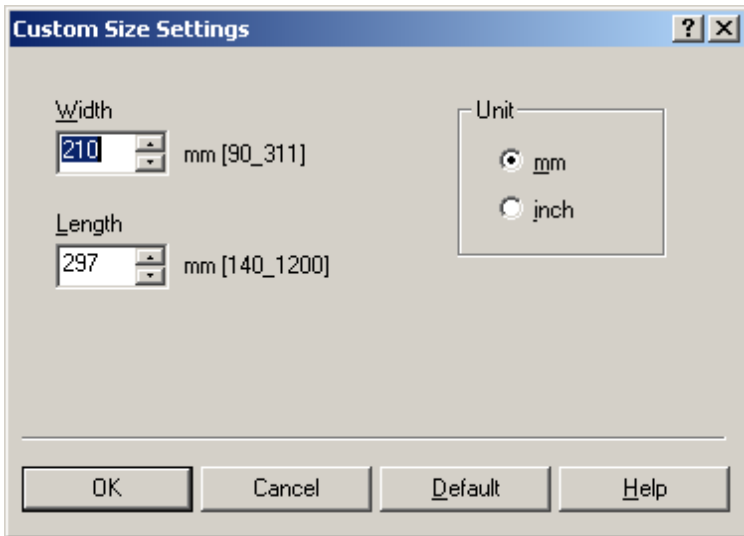 Custom Size Settings
Width
210 mm [90_311]
Length
297 mm [140_1200]
Unit
mm
inch
OK Cancel Default Help